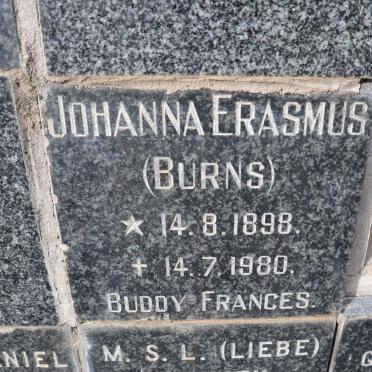 JOHANNA ERASMUS
(BURNS)
★ 14.8.1898.
+ 14.7.1980.
BUDDY FRANCES.
M. S. L. (LIEBE)